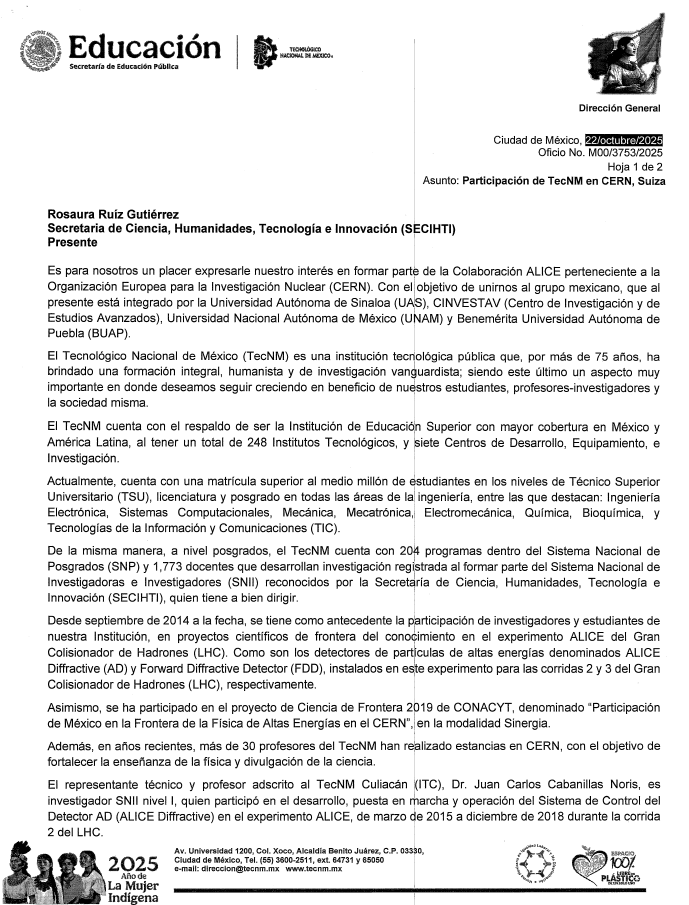 Educación
Secretaría de Educación Pública
TECNOLÓGICO
NACIONAL DE MÉXICO
Dirección General
Ciudad de México, 22/octubre/2025
Oficio No. M00/3753/2025
Hoja 1 de 2
Asunto: Participación de TecNM en CERN, Suiza
Rosaura Ruíz Gutiérrez
Secretaria de Ciencia, Humanidades, Tecnología e Innovación (SECIHTI)
Presente
Es para nosotros un placer expresarle nuestro interés en formar parte de la Colaboración ALICE perteneciente a la
Organización Europea para la Investigación Nuclear (CERN). Con el objetivo de unirnos al grupo mexicano, que al
presente está integrado por la Universidad Autónoma de Sinaloa (UAS), CINVESTAV (Centro de Investigación y de
Estudios Avanzados), Universidad Nacional Autónoma de México (UNAM) y Benemérita Universidad Autónoma de
Puebla (BUAP).
El Tecnológico Nacional de México (TecNM) es una institución tecnológica pública que, por más de 75 años, ha
brindado una formación integral, humanista y de investigación vanguardista; siendo este último un aspecto muy
importante en donde deseamos seguir creciendo en beneficio de nuestros estudiantes, profesores-investigadores y
la sociedad misma.
El TecNM cuenta con el respaldo de ser la Institución de Educación Superior con mayor cobertura en México y
América Latina, al tener un total de 248 Institutos Tecnológicos, y siete Centros de Desarrollo, Equipamiento, e
Investigación.
Actualmente, cuenta con una matrícula superior al medio millón de estudiantes en los niveles de Técnico Superior
Universitario (TSU), licenciatura y posgrado en todas las áreas de la ingeniería, entre las que destacan: Ingeniería
Electrónica, Sistemas Computacionales, Mecánica, Mecatrónica, Electromecánica, Química, Bioquímica, y
Tecnologías de la Información y Comunicaciones (TIC).
De la misma manera, a nivel posgrados, el TecNM cuenta con 204 programas dentro del Sistema Nacional de
Posgrados (SNP) y 1,773 docentes que desarrollan investigación registrada al formar parte del Sistema Nacional de
Investigadoras e Investigadores (SNII) reconocidos por la Secretaría de Ciencia, Humanidades, Tecnología e
Innovación (SECIHTI), quien tiene a bien dirigir.
Desde septiembre de 2014 a la fecha, se tiene como antecedente la participación de investigadores y estudiantes de
nuestra Institución, en proyectos científicos de frontera del conocimiento en el experimento ALICE del Gran
Colisionador de Hadrones (LHC). Como son los detectores de partículas de altas energías denominados ALICE
Diffractive (AD) y Forward Diffractive Detector (FDD), instalados en este experimento para las corridas 2 y 3 del Gran
Colisionador de Hadrones (LHC), respectivamente.
Asimismo, se ha participado en el proyecto de Ciencia de Frontera 2019 de CONACYT, denominado “Participación
de México en la Frontera de la Física de Altas Energías en el CERN”, en la modalidad Sinergia.
Además, en años recientes, más de 30 profesores del TecNM han realizado estancias en CERN, con el objetivo de
fortalecer la enseñanza de la física y divulgación de la ciencia.
El representante técnico y profesor adscrito al TecNM Culiacán (ITC), Dr. Juan Carlos Cabanillas Noris, es
investigador SNII nivel I, quien participó en el desarrollo, puesta en marcha y operación del Sistema de Control del
Detector AD (ALICE Diffractive) en el experimento ALICE, de marzo de 2015 a diciembre de 2018 durante la corrida
2 del LHC.
2025
Año de
La Mujer
Indígena
Av. Universidad 1200, Col. Xoco, Alcaldía Benito Juárez, C.P. 03330,
Ciudad de México, Tel. (55) 3600-2511, ext. 64731 y 65050
e-mail: direccion@tecnm.mx www.tecnm.mx
ESPACIO
100%
LIBRE DE
PLÁSTICO